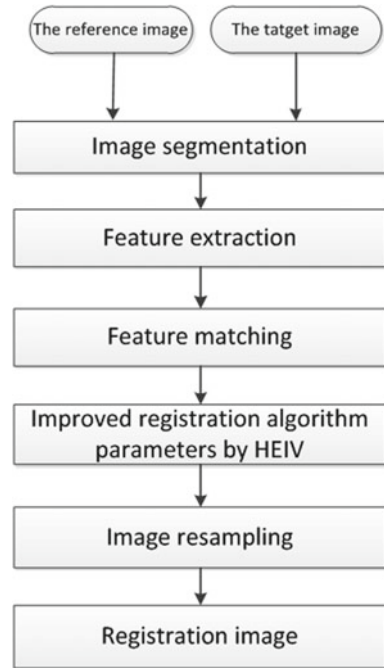 The reference image
The tatget image
Image segmentation
Feature extraction
Feature matching
Improved registration algorithm
parameters by HEIV
Image resampling
Registration image